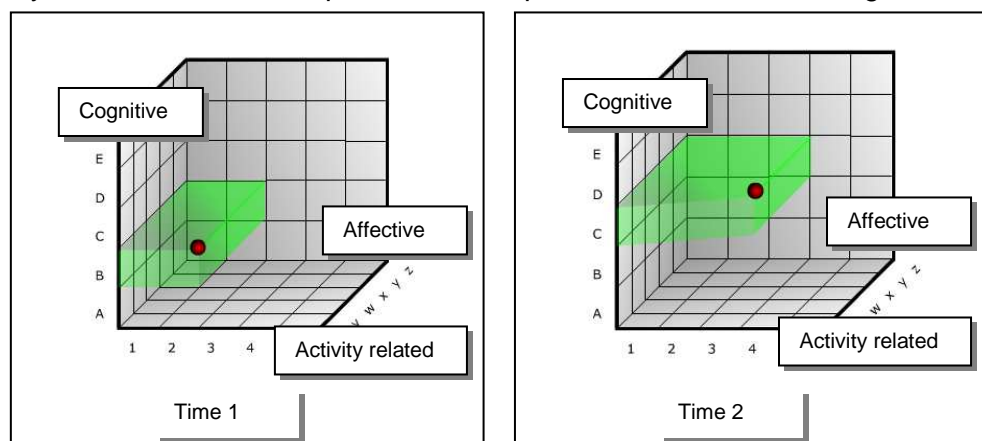 Cognitive
E
D
C
B
A
Affective
w x y z
1 2 3 4
Activity related
Time 1
Cognitive
E
D
C
B
A
Affective
w x y z
1 2 3 4
Activity related
Time 2